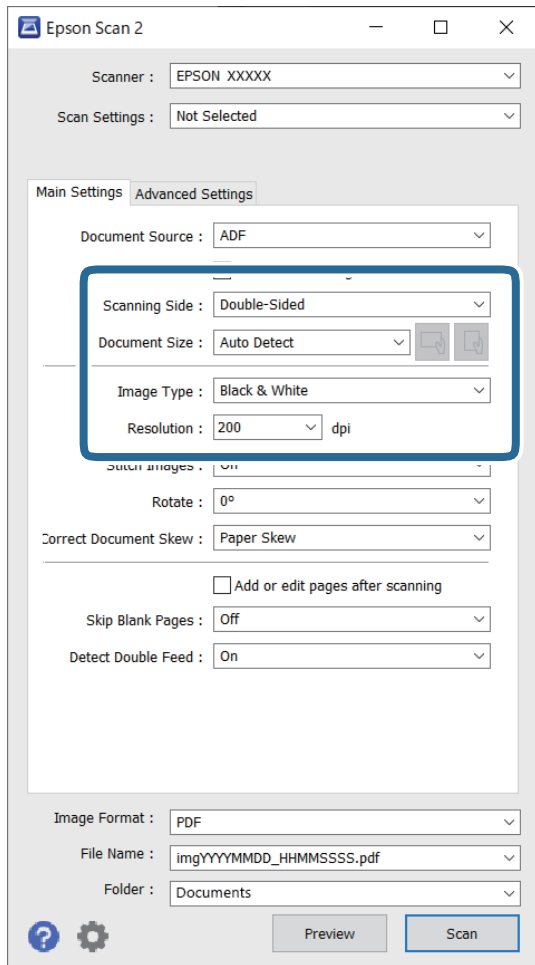 Epson Scan 2
Scanner : EPSON XXXXX
Scan Settings : Not Selected
Main Settings Advanced Settings
Document Source : ADF
Scanning Side : Double-Sided
Document Size : Auto Detect
Image Type : Black & White
Resolution : 200 dpi
Stitch Images : Off
Rotate : 0°
Correct Document Skew : Paper Skew
Add or edit pages after scanning
Skip Blank Pages : Off
Detect Double Feed : On
Image Format : PDF
File Name : imgYYYYMMDD_HHMMSSSS.pdf
Folder : Documents
Preview Scan